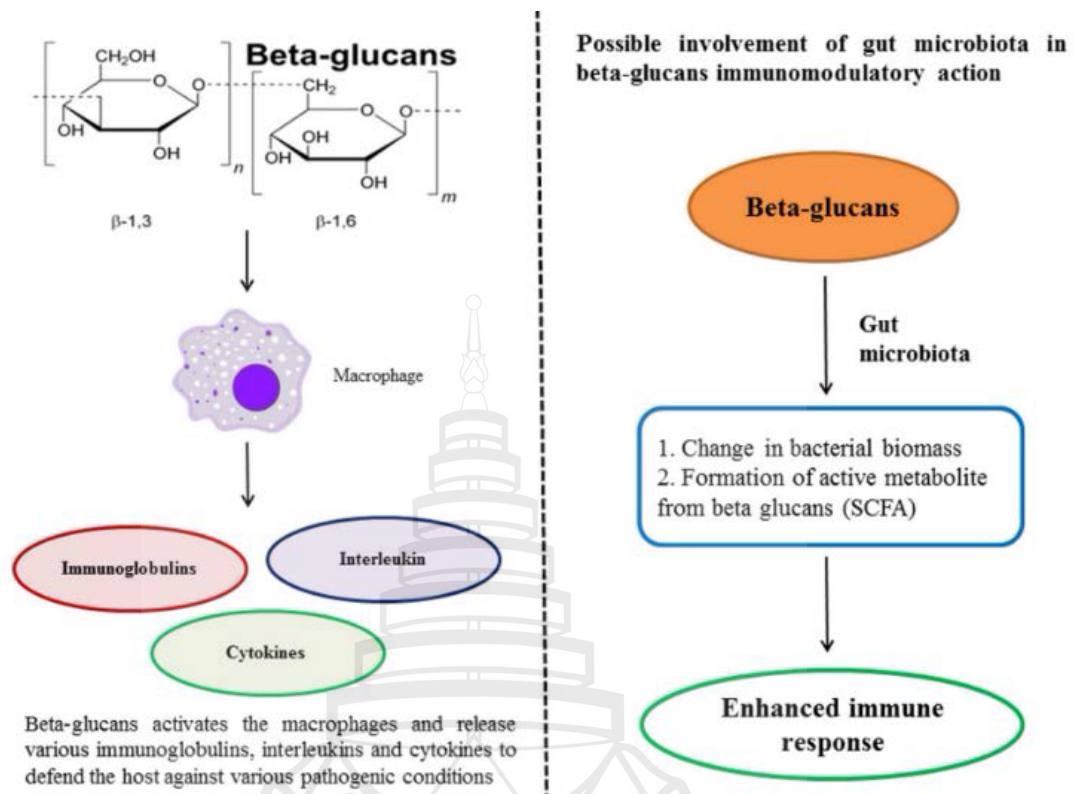 Beta-glucans
CH₂OH
O
O
OH
OH
n
CH₂
O
O
OH
OH
OH
m
β-1,3
β-1,6
Macrophage
Immunoglobulins
Interleukin
Cytokines
Beta-glucans activates the macrophages and release
various immunoglobulins, interleukins and cytokines to
defend the host against various pathogenic conditions
Possible involvement of gut microbiota in
beta-glucans immunomodulatory action
Beta-glucans
Gut
microbiota
1. Change in bacterial biomass
2. Formation of active metabolite
from beta glucans (SCFA)
Enhanced immune
response